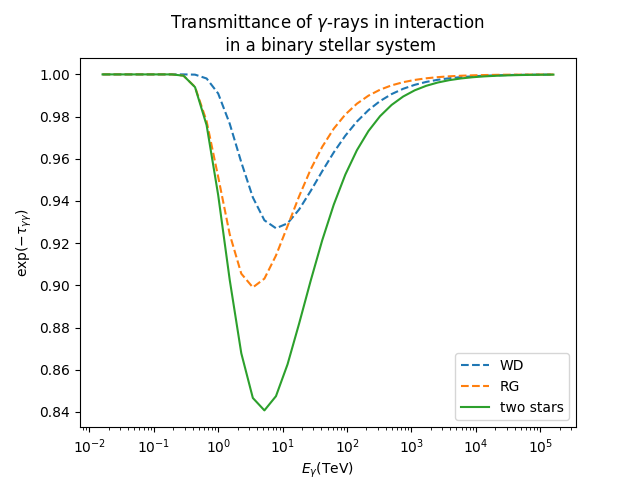 Transmittance of γ-rays in interaction
in a binary stellar system
exp(−τγγ)
1.00
0.98
0.96
0.94
0.92
0.90
0.88
0.86
0.84
WD
RG
two stars
10⁻² 10⁻¹ 10⁰ 10¹ 10² 10³ 10⁴ 10⁵
Eγ(TeV)